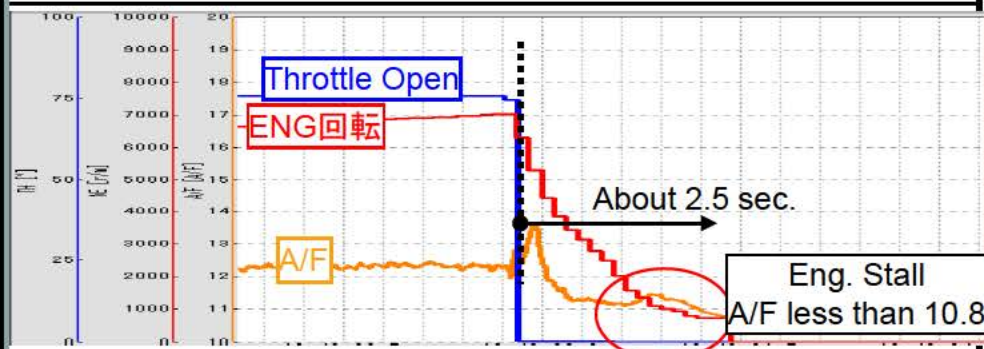 100 10000 20
9000 19
8000 18
75 7000 17
6000 16
50 5000 15
4000 14
3000 13
25 2000 12
1000 11
0 0 10
TH [°]
NE [r/m]
A/F [A/F]
Throttle Open
ENG回転
A/F
About 2.5 sec.
Eng. Stall
A/F less than 10.8